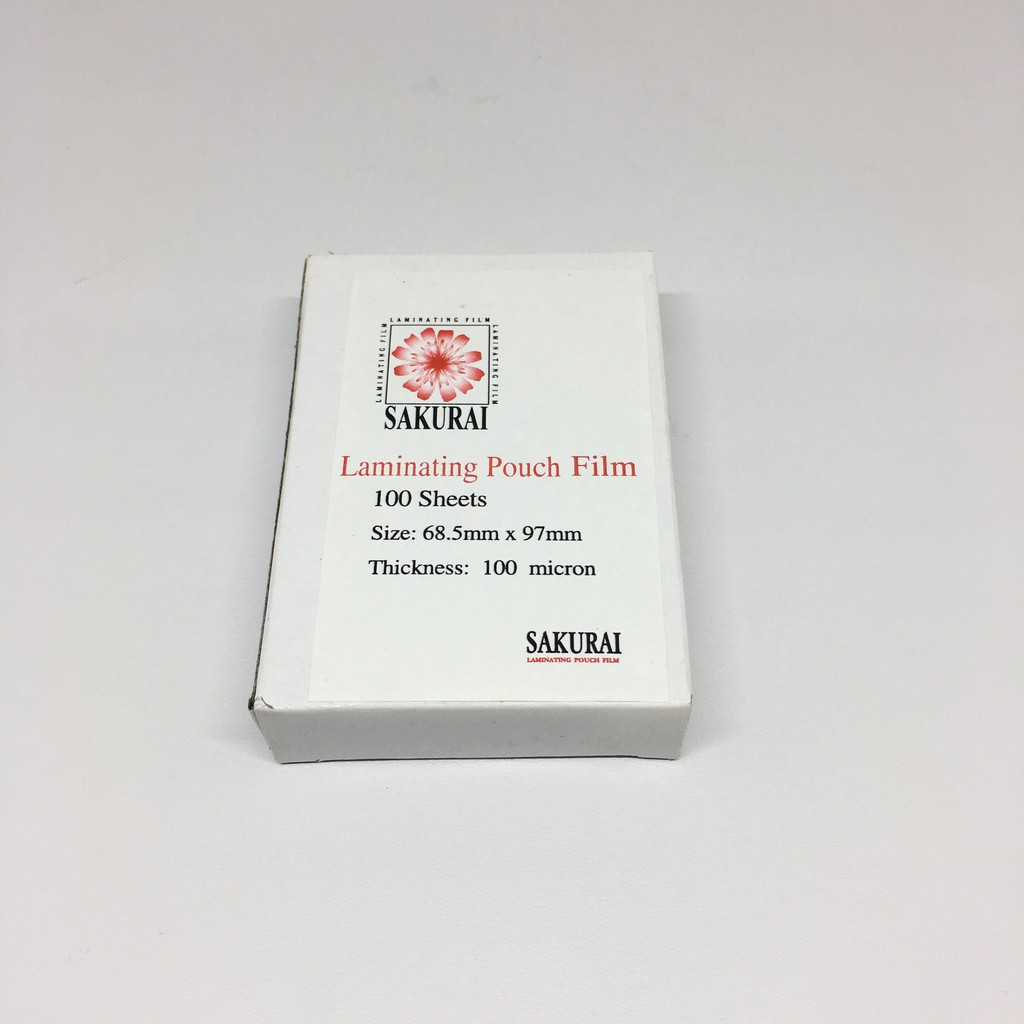 LAMINATING FILM
LAMINATING FILM
LAMINATING FILM
SAKURAI
Laminating Pouch Film
100 Sheets
Size: 68.5mm x 97mm
Thickness: 100 micron
SAKURAI
LAMINATING POUCH FILM